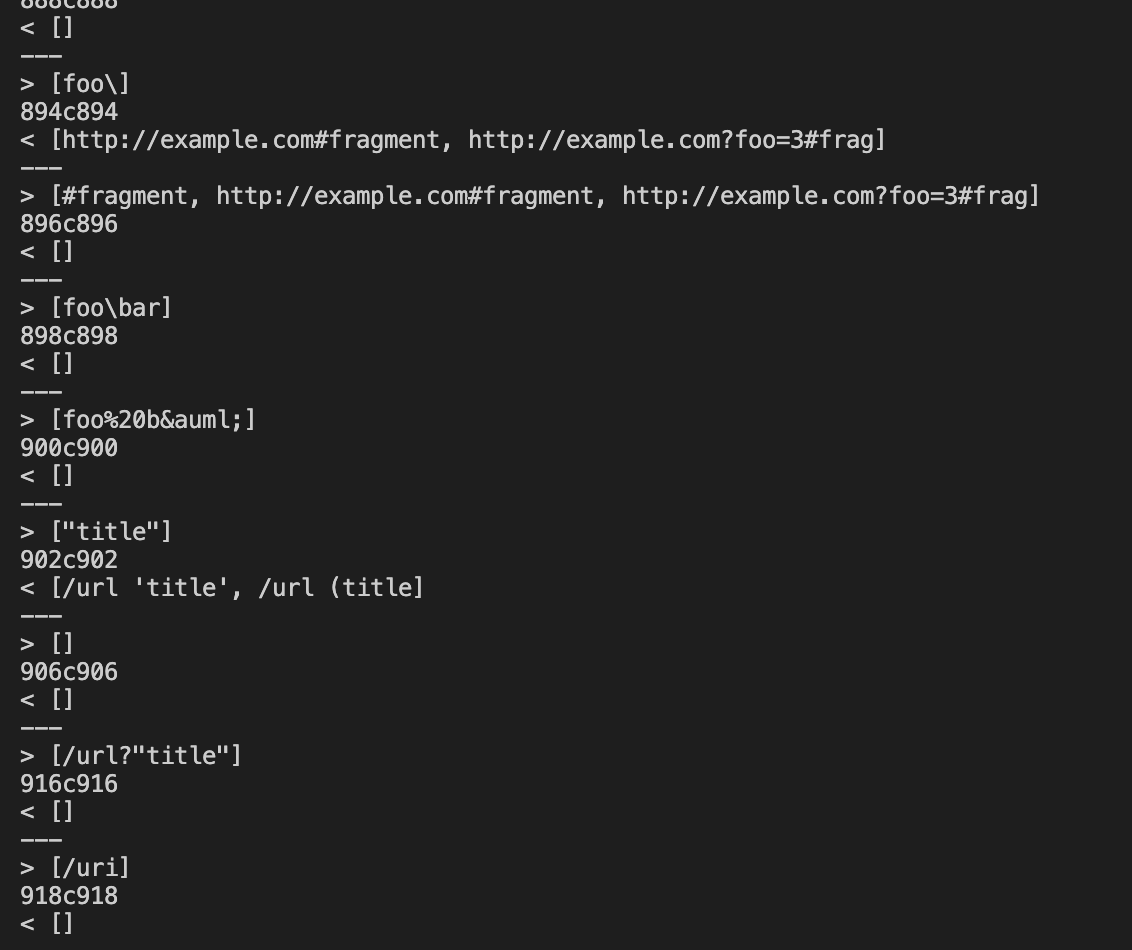 888c888
< []
---
> [foo\]
894c894
< [http://example.com#fragment, http://example.com?foo=3#frag]
---
> [#fragment, http://example.com#fragment, http://example.com?foo=3#frag]
896c896
< []
---
> [foo\bar]
898c898
< []
---
> [foo%20b&auml;]
900c900
< []
---
> ["title"]
902c902
< [/url 'title', /url (title]
---
> []
906c906
< []
---
> [/url?"title"]
916c916
< []
---
> [/uri]
918c918
< []